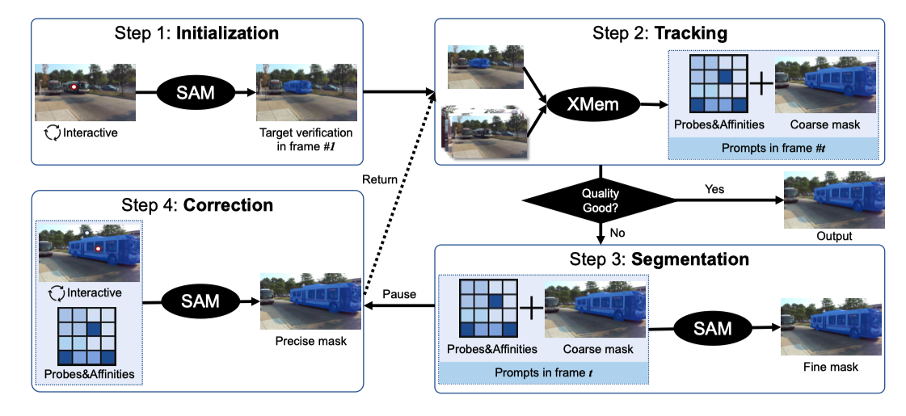 Step 1: Initialization
SAM
Interactive
Target verification
in frame #1
Step 2: Tracking
XMem
Probes&Affinities
Coarse mask
Prompts in frame #t
Return
Quality
Good?
Yes
Output
No
Step 4: Correction
Interactive
SAM
Probes&Affinities
Precise mask
Pause
Step 3: Segmentation
Probes&Affinities
Coarse mask
Prompts in frame t
SAM
Fine mask